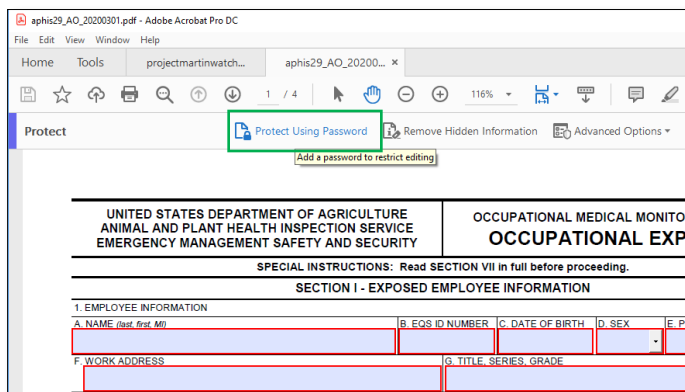 aphis29_AO_20200301.pdf - Adobe Acrobat Pro DC
File Edit View Window Help
Home Tools projectmartinwatch... aphis29_AO_20200... ×
1 / 4 116%
Protect Protect Using Password Remove Hidden Information Advanced Options
Add a password to restrict editing
UNITED STATES DEPARTMENT OF AGRICULTURE
ANIMAL AND PLANT HEALTH INSPECTION SERVICE
EMERGENCY MANAGEMENT SAFETY AND SECURITY
OCCUPATIONAL MEDICAL MONITO
OCCUPATIONAL EXP
SPECIAL INSTRUCTIONS: Read SECTION VII in full before proceeding.
SECTION I - EXPOSED EMPLOYEE INFORMATION
1. EMPLOYEE INFORMATION
A. NAME (last, first, MI) B. EQS ID NUMBER C. DATE OF BIRTH D. SEX E. P
F. WORK ADDRESS G. TITLE, SERIES, GRADE